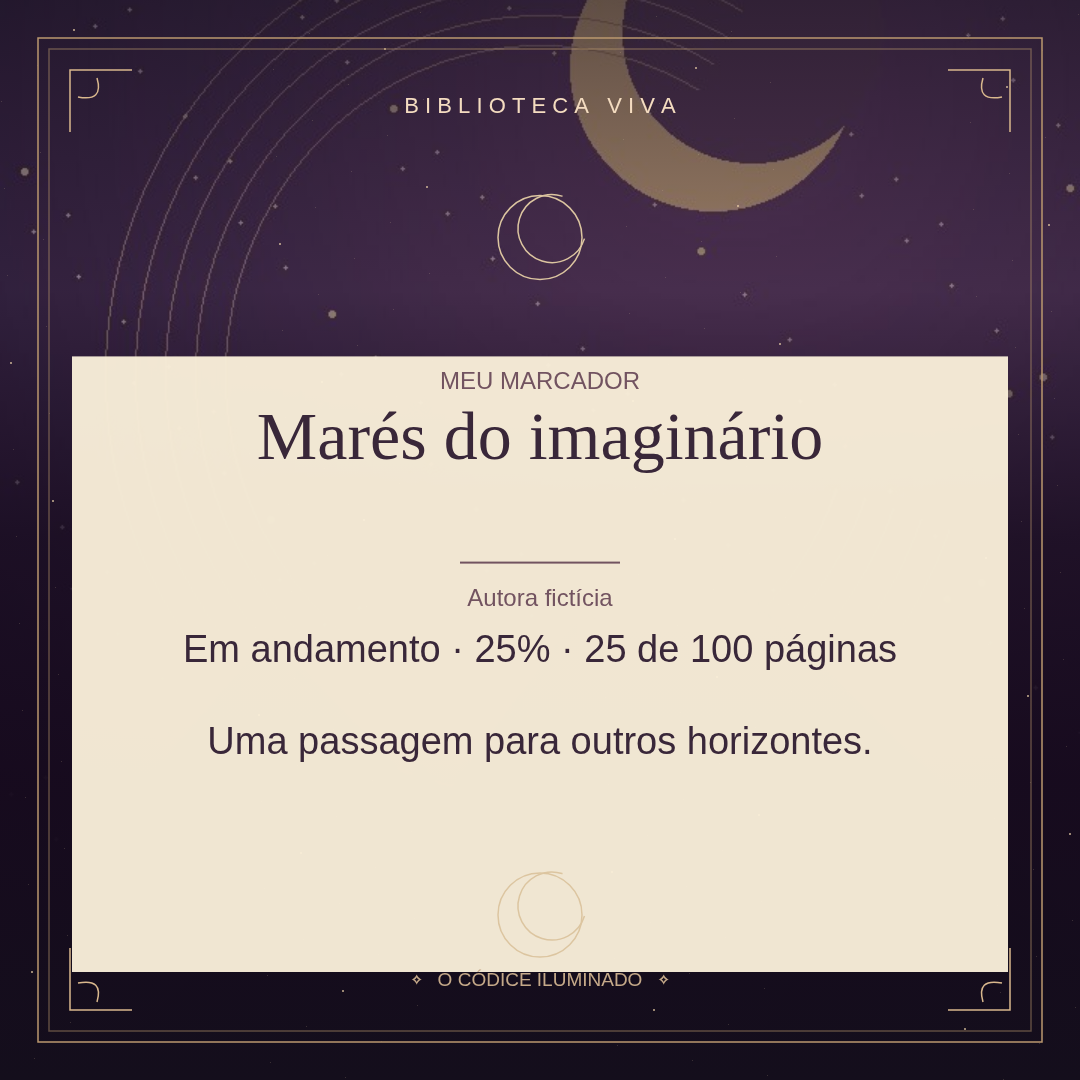 BIBLIOTECA VIVA
MEU MARCADOR
Marés do imaginário
Autora fictícia
Em andamento · 25% · 25 de 100 páginas
Uma passagem para outros horizontes.
✧ O CÓDICE ILUMINADO ✧